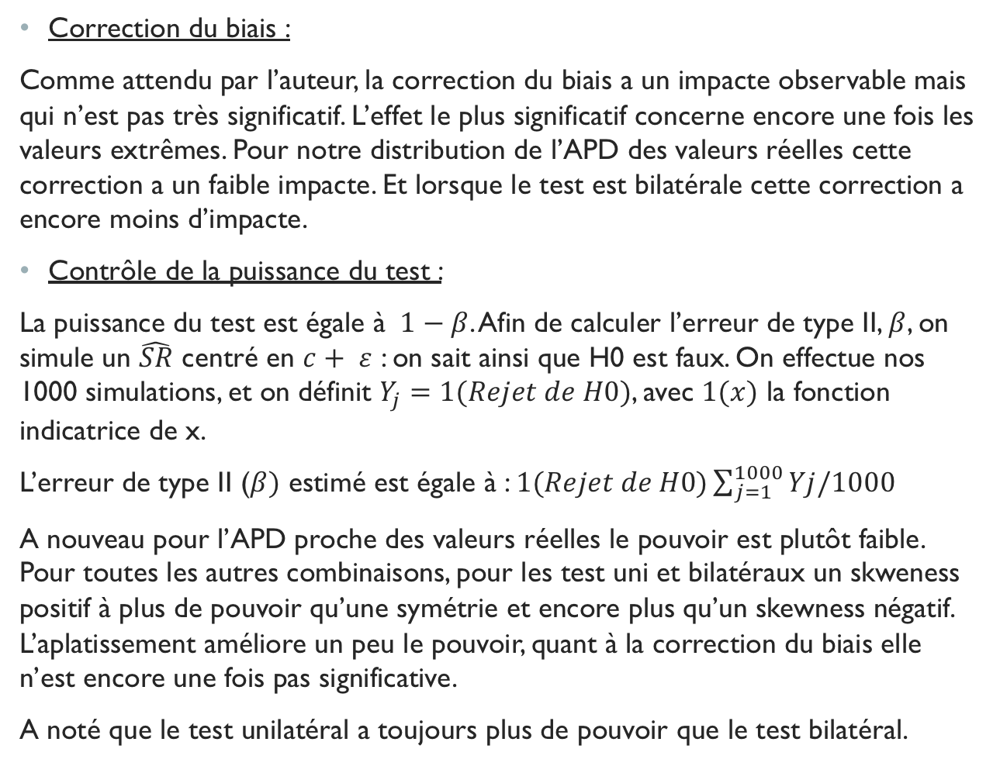 • Correction du biais :
Comme attendu par l’auteur, la correction du biais a un impacte observable mais
qui n’est pas très significatif. L’effet le plus significatif concerne encore une fois les
valeurs extrêmes. Pour notre distribution de l’APD des valeurs réelles cette
correction a un faible impacte. Et lorsque le test est bilatérale cette correction a
encore moins d’impacte.
• Contrôle de la puissance du test :
La puissance du test est égale à 1 − β. Afin de calculer l’erreur de type II, β, on
simule un \widehat{SR} centré en c + ε : on sait ainsi que H0 est faux. On effectue nos
1000 simulations, et on définit Y_j = 1(Rejet de H0), avec 1(x) la fonction
indicatrice de x.
L’erreur de type II (β) estimé est égale à : 1(Rejet de H0) ∑_{j=1}^{1000} Yj/1000
A nouveau pour l’APD proche des valeurs réelles le pouvoir est plutôt faible.
Pour toutes les autres combinaisons, pour les test uni et bilatéraux un skweness
positif à plus de pouvoir qu’une symétrie et encore plus qu’un skewness négatif.
L’aplatissement améliore un peu le pouvoir, quant à la correction du biais elle
n’est encore une fois pas significative.
A noté que le test unilatéral a toujours plus de pouvoir que le test bilatéral.